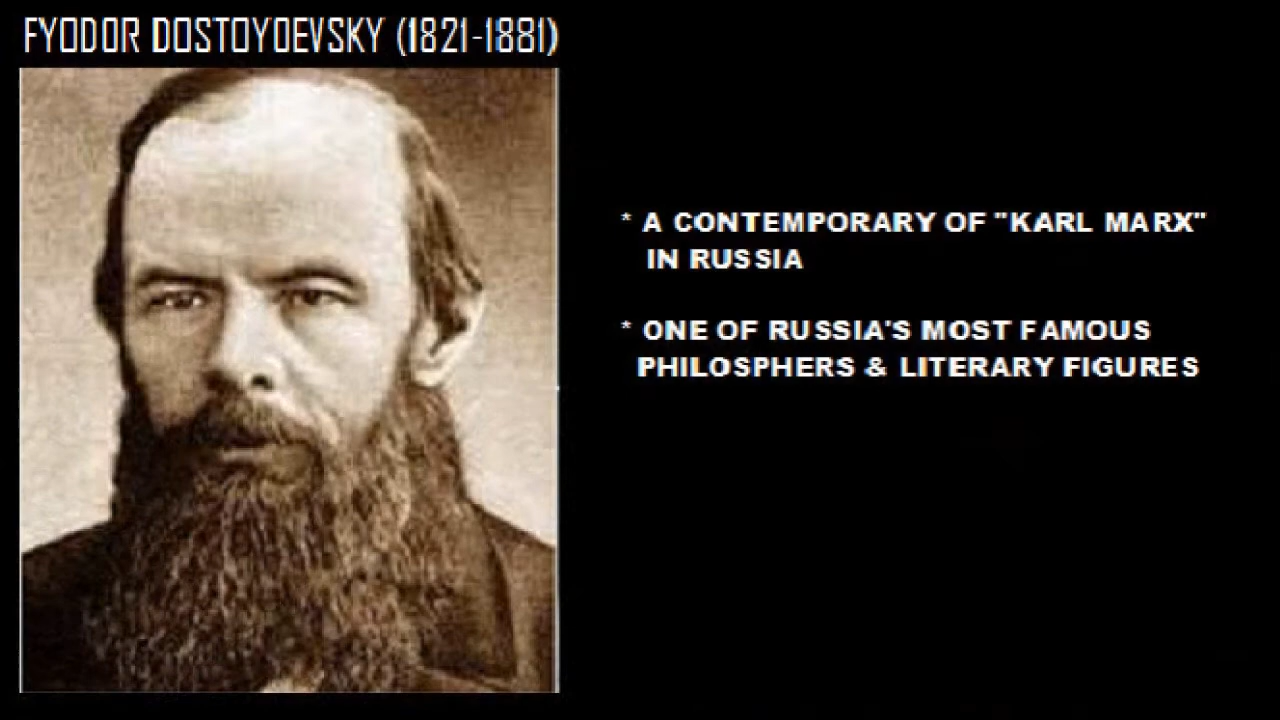 FYODOR DOSTOYOEVSKY (1821-1881)
* A CONTEMPORARY OF "KARL MARX"
IN RUSSIA
* ONE OF RUSSIA'S MOST FAMOUS
PHILOSPHERS & LITERARY FIGURES